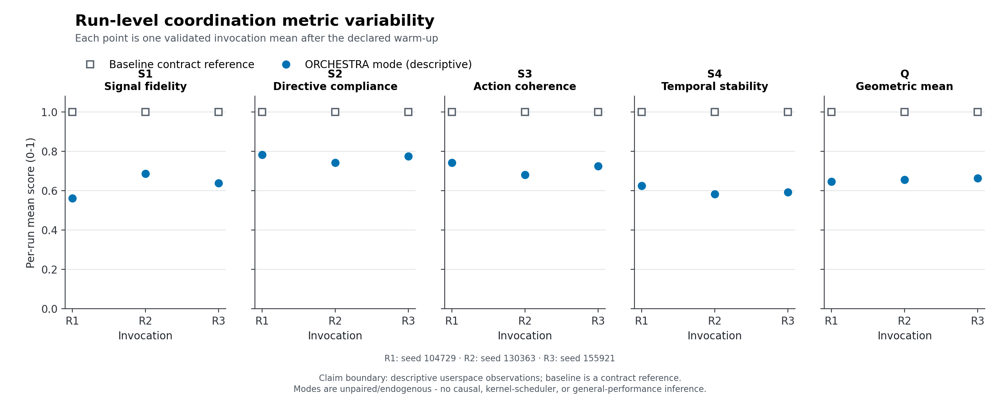 Run-level coordination metric variability
Each point is one validated invocation mean after the declared warm-up
Baseline contract reference ORCHESTRA mode (descriptive)
S1
Signal fidelity
S2
Directive compliance
S3
Action coherence
S4
Temporal stability
Q
Geometric mean
Per-run mean score (0-1)
1.0
0.8
0.6
0.4
0.2
0.0
R1 R2 R3
Invocation
R1 R2 R3
Invocation
R1 R2 R3
Invocation
R1 R2 R3
Invocation
R1 R2 R3
Invocation
R1: seed 104729 · R2: seed 130363 · R3: seed 155921
Claim boundary: descriptive userspace observations; baseline is a contract reference.
Modes are unpaired/endogenous - no causal, kernel-scheduler, or general-performance inference.